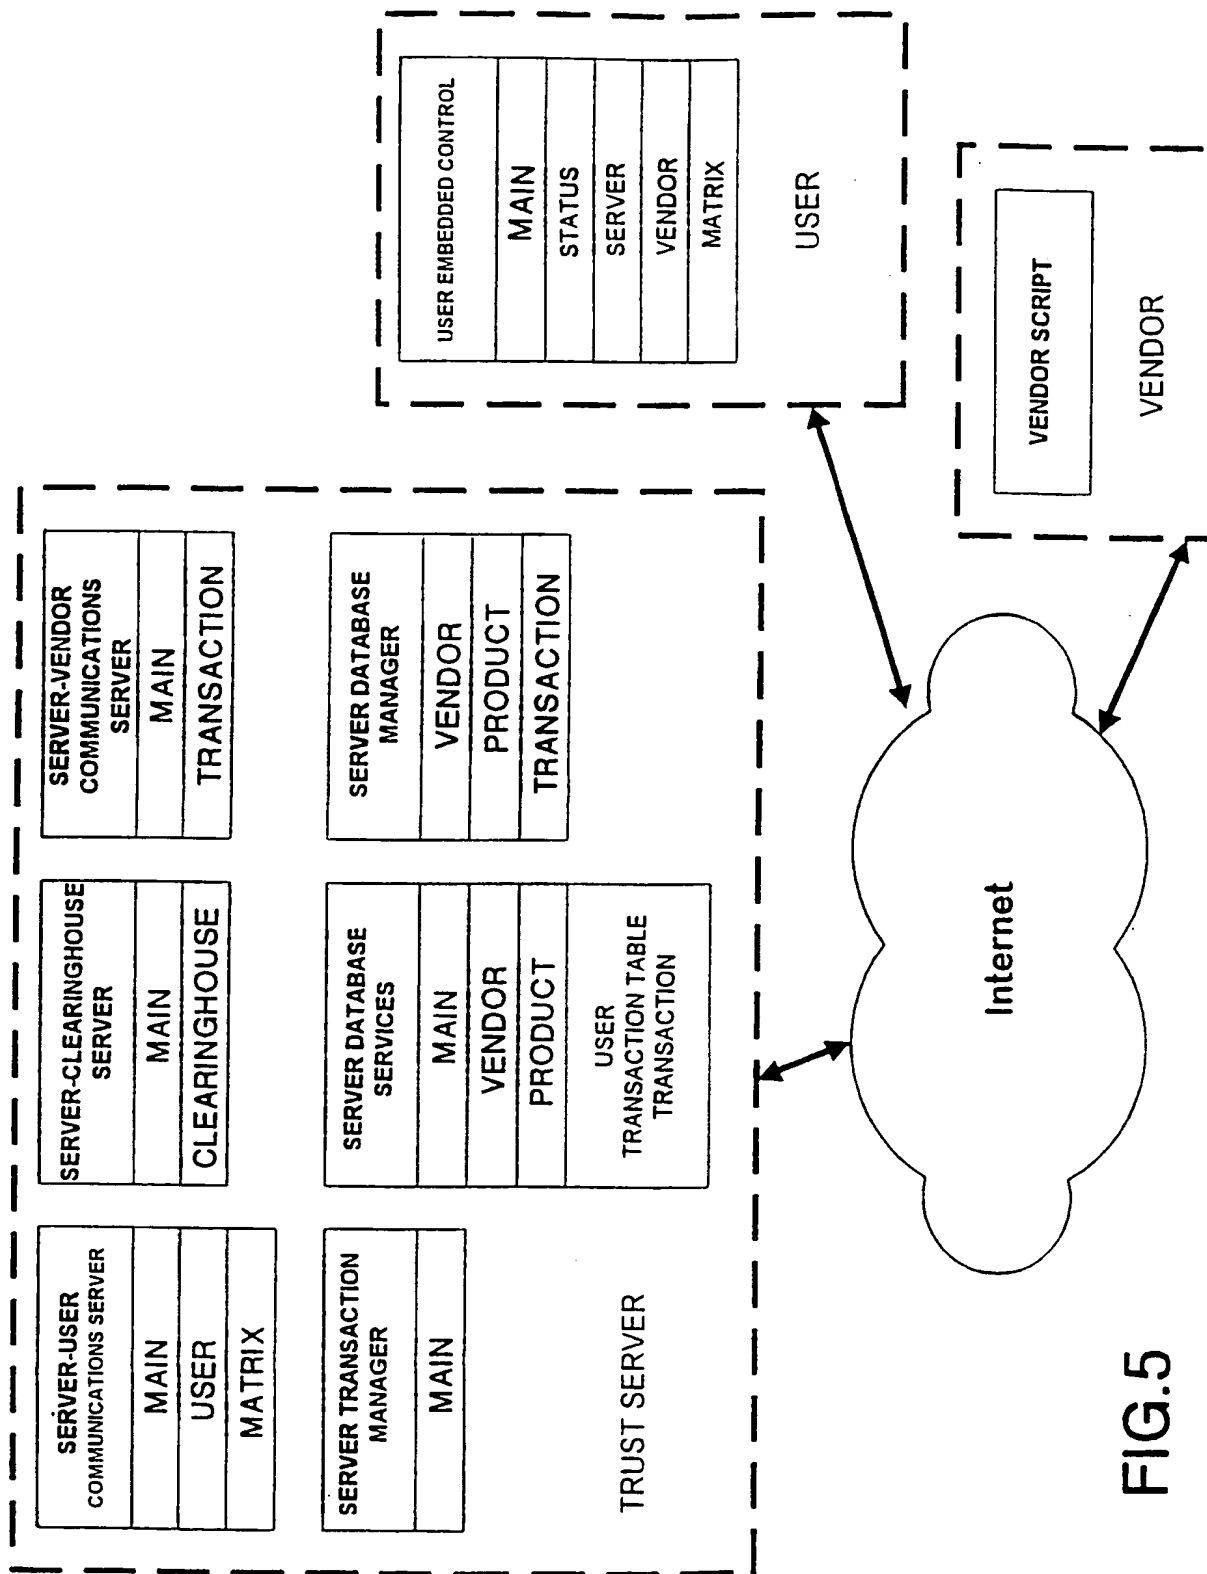 SERVER-USER
COMMUNICATIONS SERVER
MAIN
USER
MATRIX
SERVER-CLEARINGHOUSE
SERVER
MAIN
CLEARINGHOUSE
SERVER-VENDOR
COMMUNICATIONS
SERVER
MAIN
TRANSACTION
SERVER TRANSACTION
MANAGER
MAIN
SERVER DATABASE
SERVICES
MAIN
VENDOR
PRODUCT
USER
TRANSACTION TABLE
TRANSACTION
SERVER DATABASE
MANAGER
VENDOR
PRODUCT
TRANSACTION
TRUST SERVER
USER EMBEDDED CONTROL
MAIN
STATUS
SERVER
VENDOR
MATRIX
USER
Internet
VENDOR SCRIPT
VENDOR
FIG.5